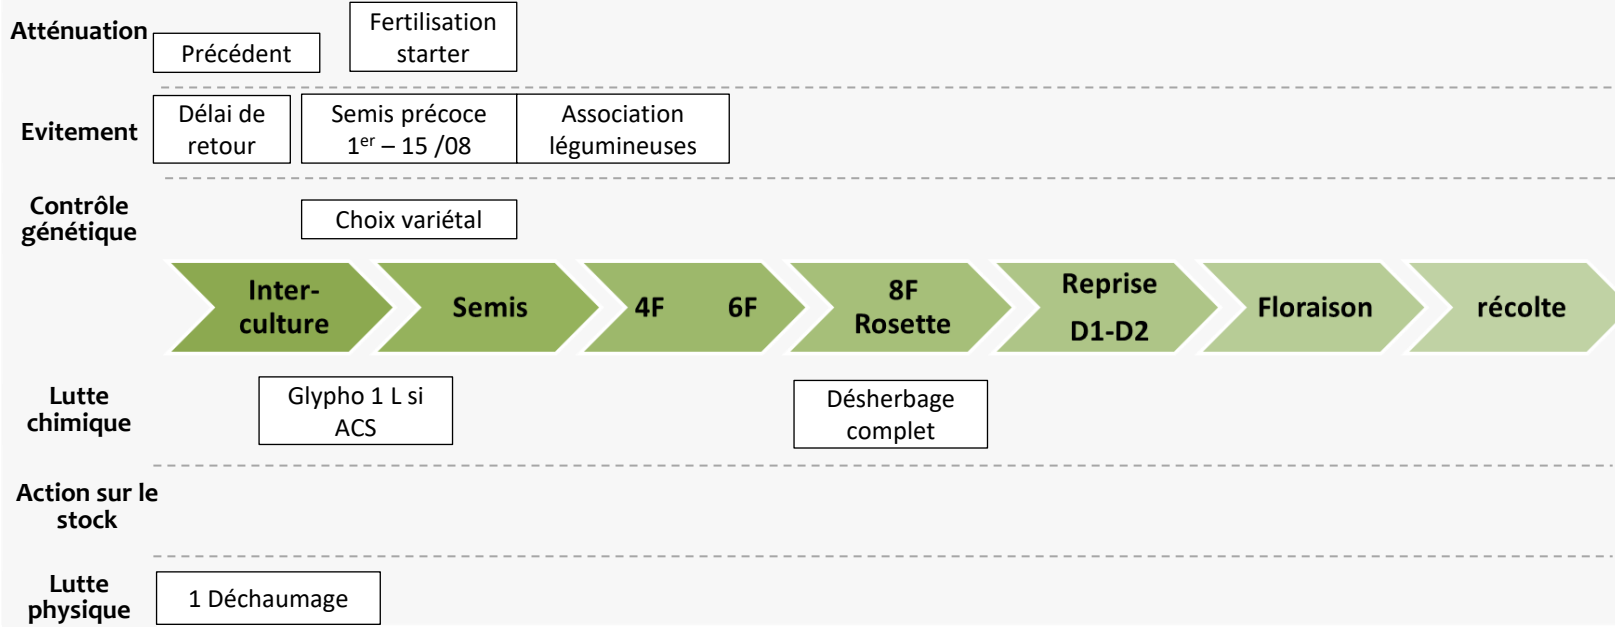 Atténuation
Précédent
Fertilisation
starter
Evitement
Délai de
retour
Semis précoce
1er – 15 /08
Association
légumineuses
Contrôle
génétique
Choix variétal
Inter-
culture
Semis
4F 6F
8F
Rosette
Reprise
D1-D2
Floraison
récolte
Lutte
chimique
Glypho 1 L si
ACS
Désherbage
complet
Action sur le
stock
Lutte
physique
1 Déchaumage